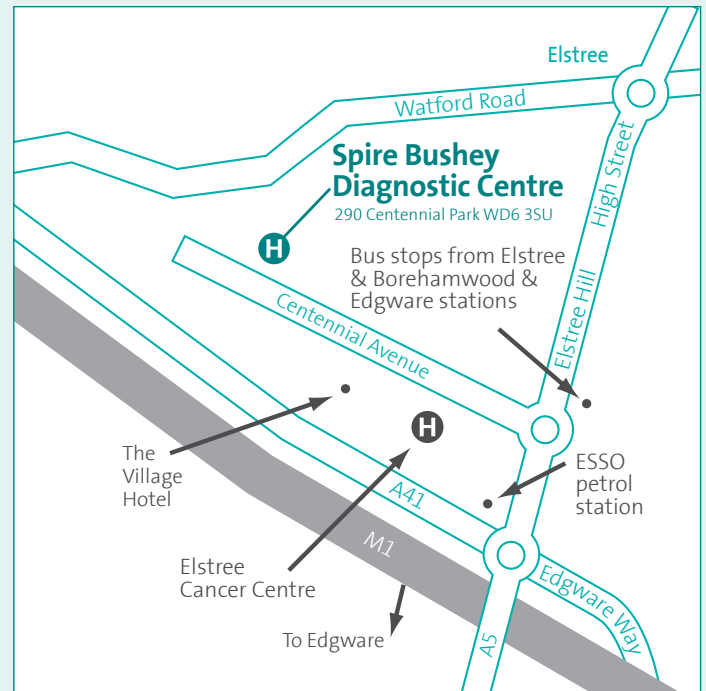 Elstree
Watford Road
High Street
Spire Bushey
Diagnostic Centre
290 Centennial Park WD6 3SU
H
Bus stops from Elstree
& Borehamwood &
Edgware stations
Elstree Hill
Centennial Avenue
H
The
Village
Hotel
ESSO
petrol
station
A41
M1
Elstree
Cancer Centre
Edgware Way
To Edgware
A5